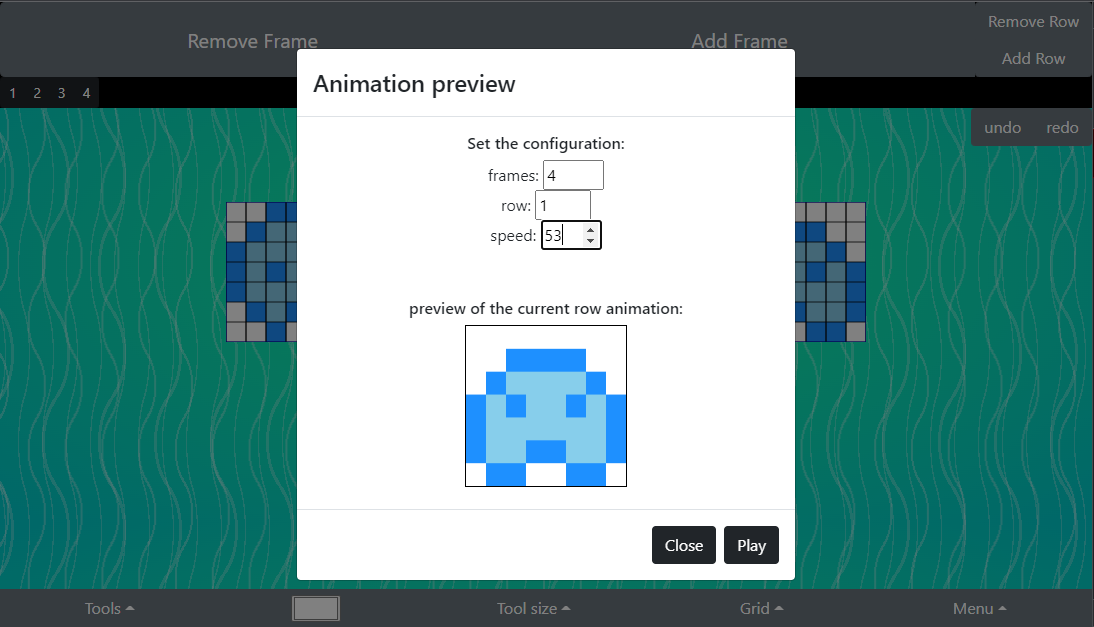 Remove Frame
Add Frame
Remove Row
Add Row
1 2 3 4
undo redo
Animation preview
Set the configuration:
frames: 4
row: 1
speed: 53
preview of the current row animation:
Close Play
Tools
Tool size
Grid
Menu